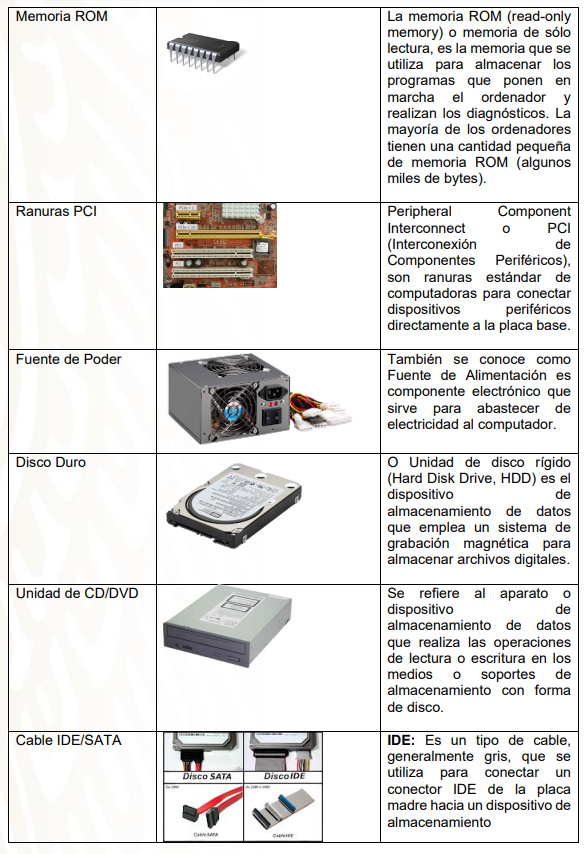 Memoria ROM
La memoria ROM (read-only
memory) o memoria de sólo
lectura, es la memoria que se
utiliza para almacenar los
programas que ponen en
marcha el ordenador y
realizan los diagnósticos. La
mayoría de los ordenadores
tienen una cantidad pequeña
de memoria ROM (algunos
miles de bytes).
Ranuras PCI
Peripheral Component
Interconnect o PCI
(Interconexión de
Componentes Periféricos),
son ranuras estándar de
computadoras para conectar
dispositivos periféricos
directamente a la placa base.
Fuente de Poder
También se conoce como
Fuente de Alimentación es
componente electrónico que
sirve para abastecer de
electricidad al computador.
Disco Duro
O Unidad de disco rígido
(Hard Disk Drive, HDD) es el
dispositivo de
almacenamiento de datos
que emplea un sistema de
grabación magnética para
almacenar archivos digitales.
Unidad de CD/DVD
Se refiere al aparato o
dispositivo de
almacenamiento de datos
que realiza las operaciones
de lectura o escritura en los
medios o soportes de
almacenamiento con forma
de disco.
Cable IDE/SATA
Disco SATA
Disco IDE
Cable SATA
Cable IDE
IDE: Es un tipo de cable,
generalmente gris, que se
utiliza para conectar un
conector IDE de la placa
madre hacia un dispositivo de
almacenamiento